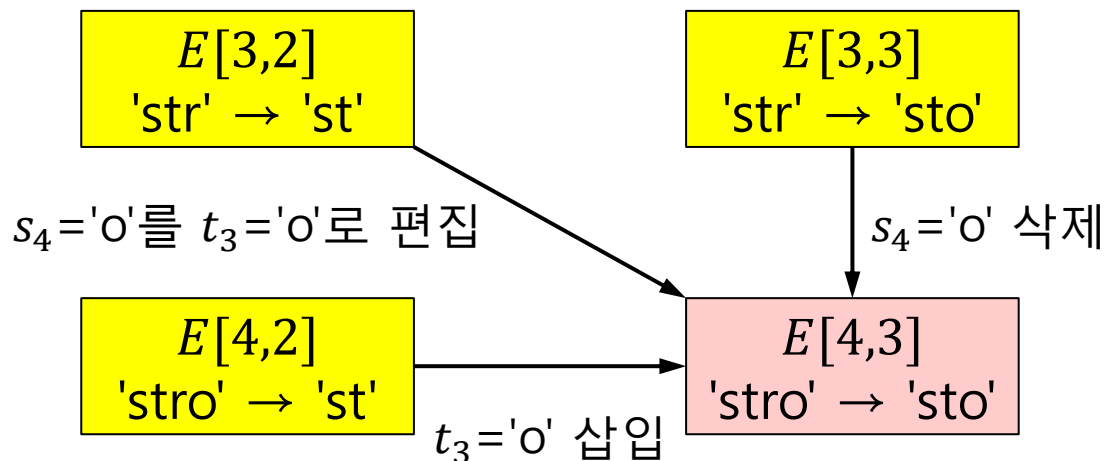 E[3,2]
'str' → 'st'
E[3,3]
'str' → 'sto'
s₄='o'를 t₃='o'로 편집
s₄='o' 삭제
E[4,2]
'stro' → 'st'
E[4,3]
'stro' → 'sto'
t₃='o' 삽입